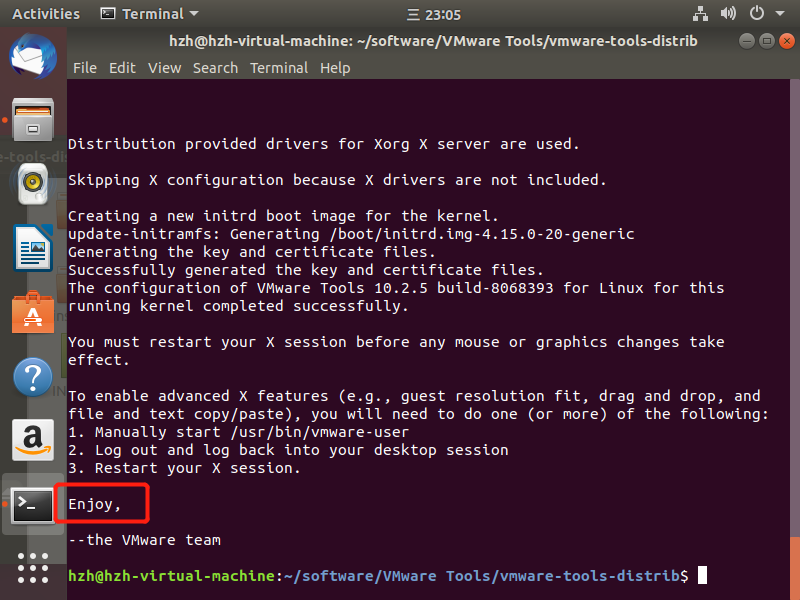 Activities Terminal 三 23:05
hzh@hzh-virtual-machine: ~/software/VMware Tools/vmware-tools-distrib
File Edit View Search Terminal Help
Distribution provided drivers for Xorg X server are used.
Skipping X configuration because X drivers are not included.
Creating a new initrd boot image for the kernel.
update-initramfs: Generating /boot/initrd.img-4.15.0-20-generic
Generating the key and certificate files.
Successfully generated the key and certificate files.
The configuration of VMware Tools 10.2.5 build-8068393 for Linux for this
running kernel completed successfully.
You must restart your X session before any mouse or graphics changes take
effect.
To enable advanced X features (e.g., guest resolution fit, drag and drop, and
file and text copy/paste), you will need to do one (or more) of the following:
1. Manually start /usr/bin/vmware-user
2. Log out and log back into your desktop session
3. Restart your X session.
Enjoy,
--the VMware team
hzh@hzh-virtual-machine:~/software/VMware Tools/vmware-tools-distrib$